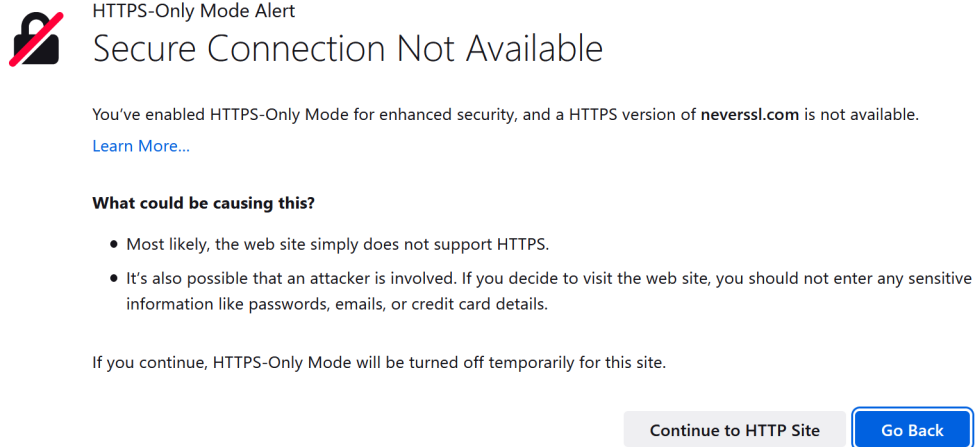 HTTPS-Only Mode Alert
Secure Connection Not Available
You’ve enabled HTTPS-Only Mode for enhanced security, and a HTTPS version of neverssl.com is not available.
Learn More...
What could be causing this?
• Most likely, the web site simply does not support HTTPS.
• It’s also possible that an attacker is involved. If you decide to visit the web site, you should not enter any sensitive
information like passwords, emails, or credit card details.
If you continue, HTTPS-Only Mode will be turned off temporarily for this site.
Continue to HTTP Site Go Back